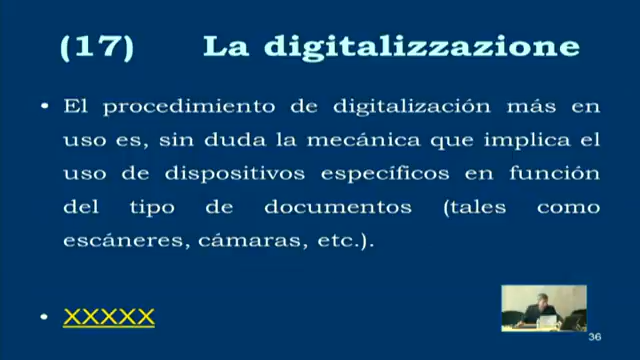 (17) La digitalizzazione
• El procedimiento de digitalización más en
uso es, sin duda la mecánica que implica el
uso de dispositivos específicos en función
del tipo de documentos (tales como
escáneres, cámaras, etc.).
• XXXXX
36